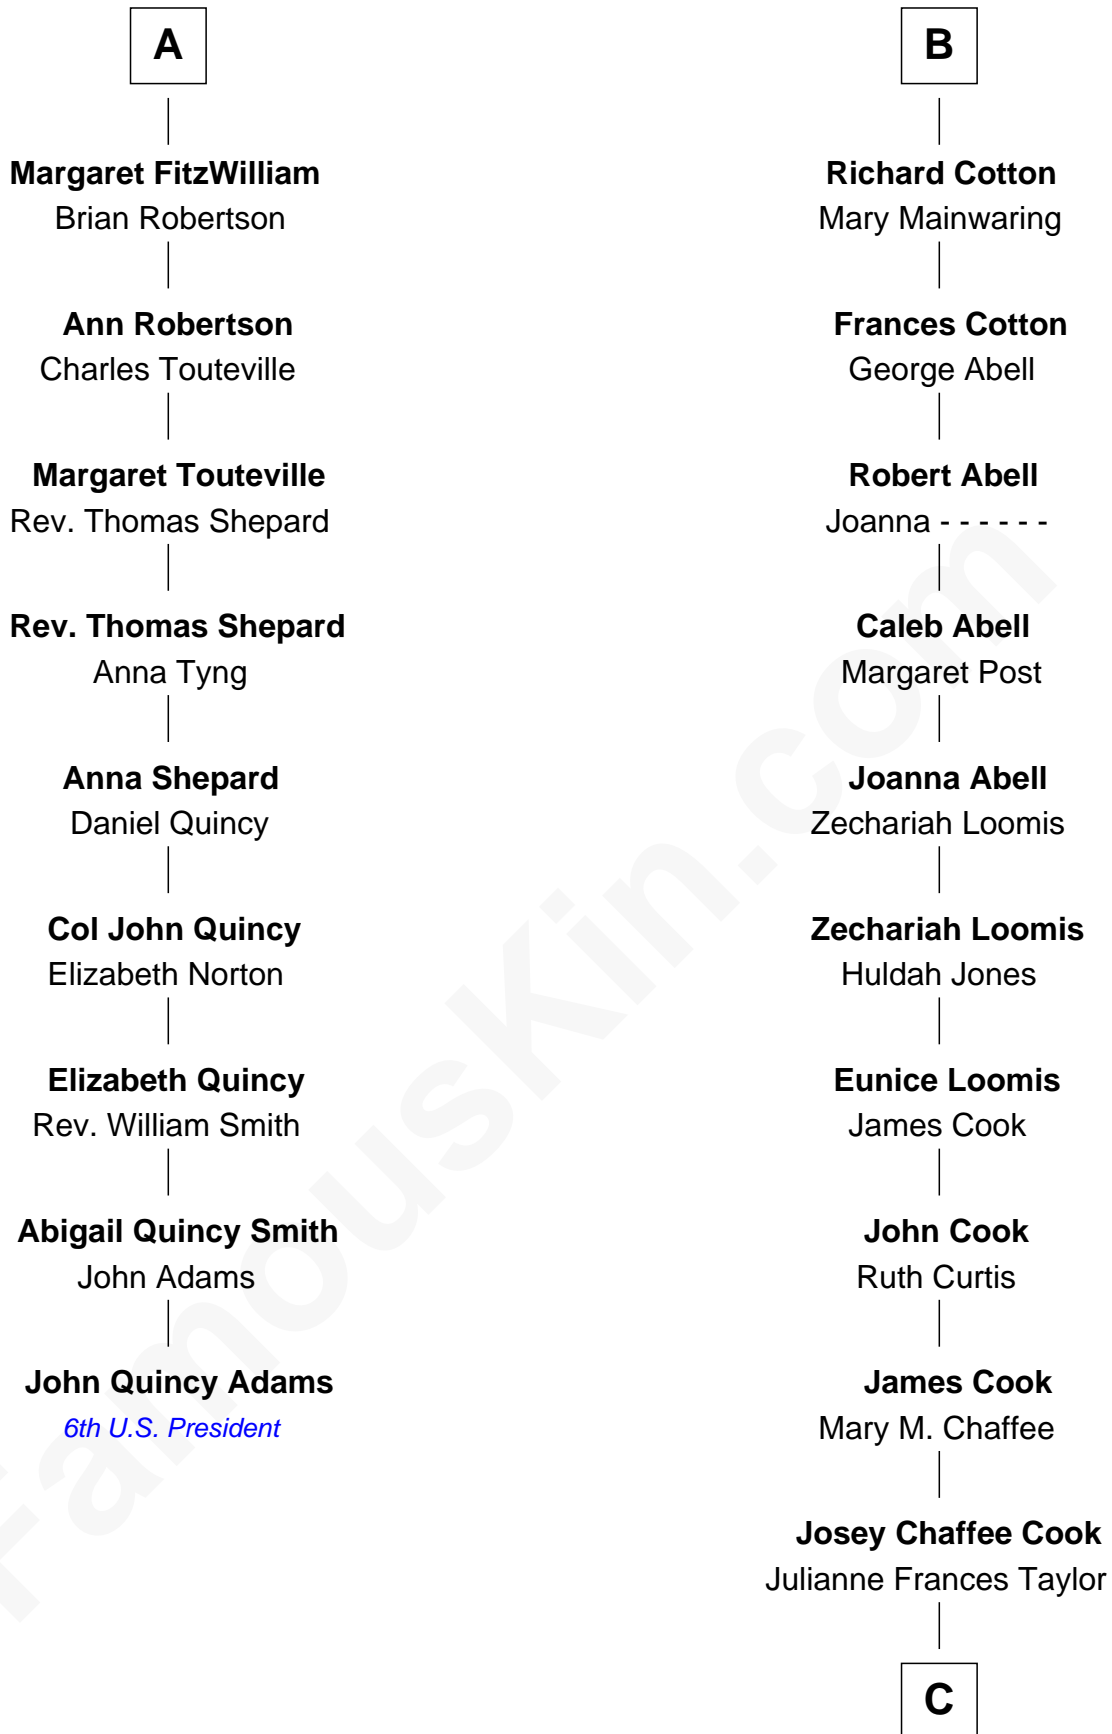 A
Margaret FitzWilliam
Brian Robertson
Ann Robertson
Charles Touteville
Margaret Touteville
Rev. Thomas Shepard
Rev. Thomas Shepard
Anna Tyng
Anna Shepard
Daniel Quincy
Col John Quincy
Elizabeth Norton
Elizabeth Quincy
Rev. William Smith
Abigail Quincy Smith
John Adams
John Quincy Adams
6th U.S. President
B
Richard Cotton
Mary Mainwaring
Frances Cotton
George Abell
Robert Abell
Joanna - - - - - -
Caleb Abell
Margaret Post
Joanna Abell
Zechariah Loomis
Zechariah Loomis
Huldah Jones
Eunice Loomis
James Cook
John Cook
Ruth Curtis
James Cook
Mary M. Chaffee
Josey Chaffee Cook
Julianne Frances Taylor
C
FamousKin.com